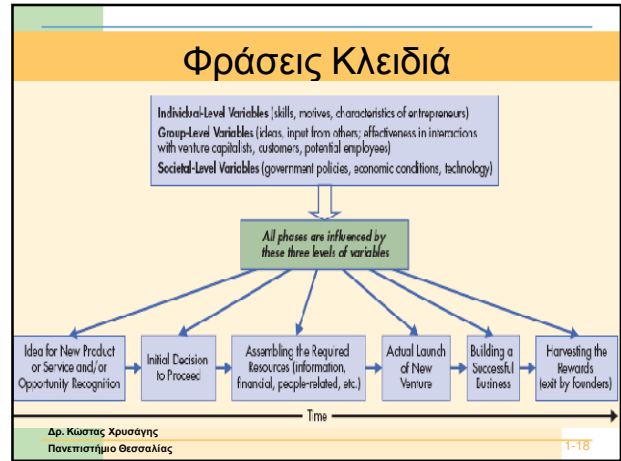 Φράσεις Κλειδιά
Individual-Level Variables (skills, motives, characteristics of entrepreneurs)
Group-Level Variables (ideas, input from others; effectiveness in interactions
with venture capitalists, customers, potential employees)
Societal-Level Variables (government policies, economic conditions, technology)
All phases are influenced by
these three levels of variables
Idea for New Product
or Service and/or
Opportunity Recognition
Initial Decision
to Proceed
Assembling the Required
Resources (information,
financial, people-related, etc.)
Actual Launch
of New
Venture
Building a
Successful
Business
Harvesting the
Rewards
(exit by founders)
Time
Δρ. Κώστας Χρυσάγης
Πανεπιστήμιο Θεσσαλίας
1-18